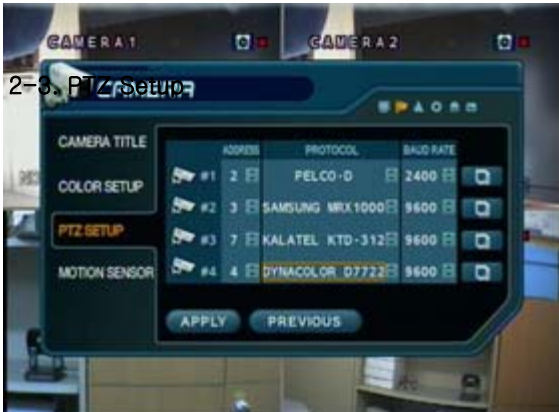 CAMERA1 CAMERA2
2-3. PTZ Setup
CAMERA
CAMERA TITLE
COLOR SETUP
PTZ SETUP
MOTION SENSOR
ADDRESS PROTOCOL BAUD RATE
#1 2 PELCO-D 2400
#2 3 SAMSUNG MRX1000 9600
#3 7 KALATEL KTD-312 9600
#4 4 DYNACOLOR D7722 9600
APPLY PREVIOUS